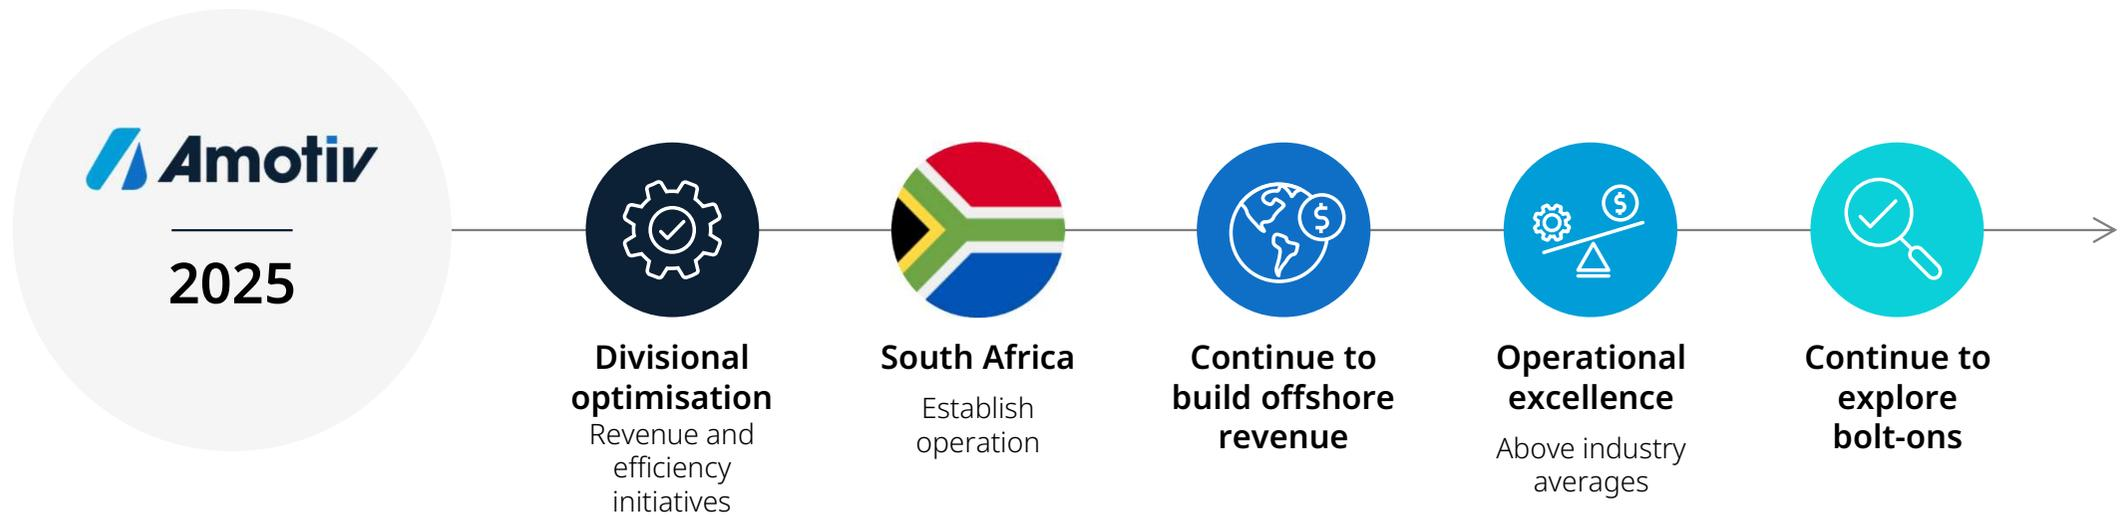 Amotiv
2025
Divisional
optimisation
Revenue and
efficiency
initiatives
South Africa
Establish
operation
$
Continue to
build offshore
revenue
$
Operational
excellence
Above industry
averages
Continue to
explore
bolt-ons